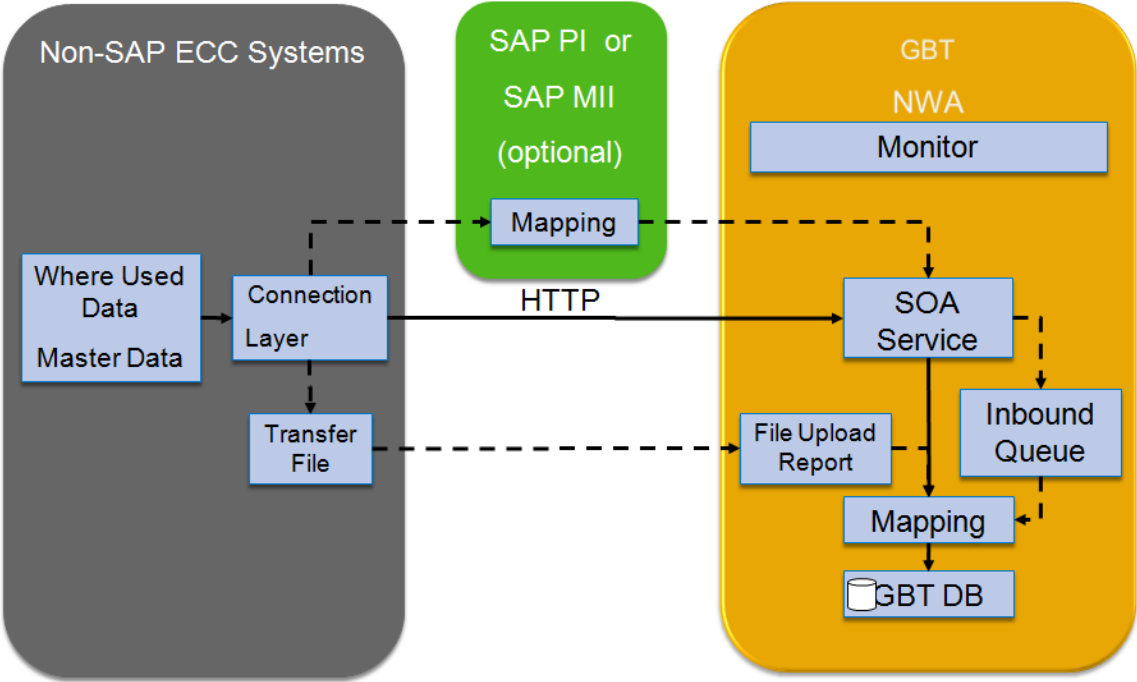 Non-SAP ECC Systems
Where Used
Data
Master Data
Connection
Layer
Transfer
File
SAP PI or
SAP MII
(optional)
Mapping
HTTP
GBT
NWA
Monitor
SOA
Service
Inbound
Queue
File Upload
Report
Mapping
GBT DB